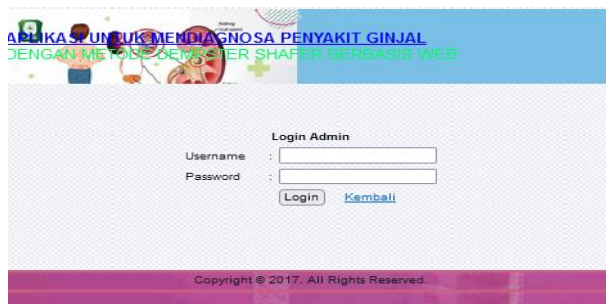 APLIKASI UNTUK MENDIAGNOSA PENYAKIT GINJAL
DENGAN METODE DEMPSTER SHAFER BERBASIS WEB
Login Admin
Username :
Password :
Login Kembali
Copyright © 2017. All Rights Reserved.